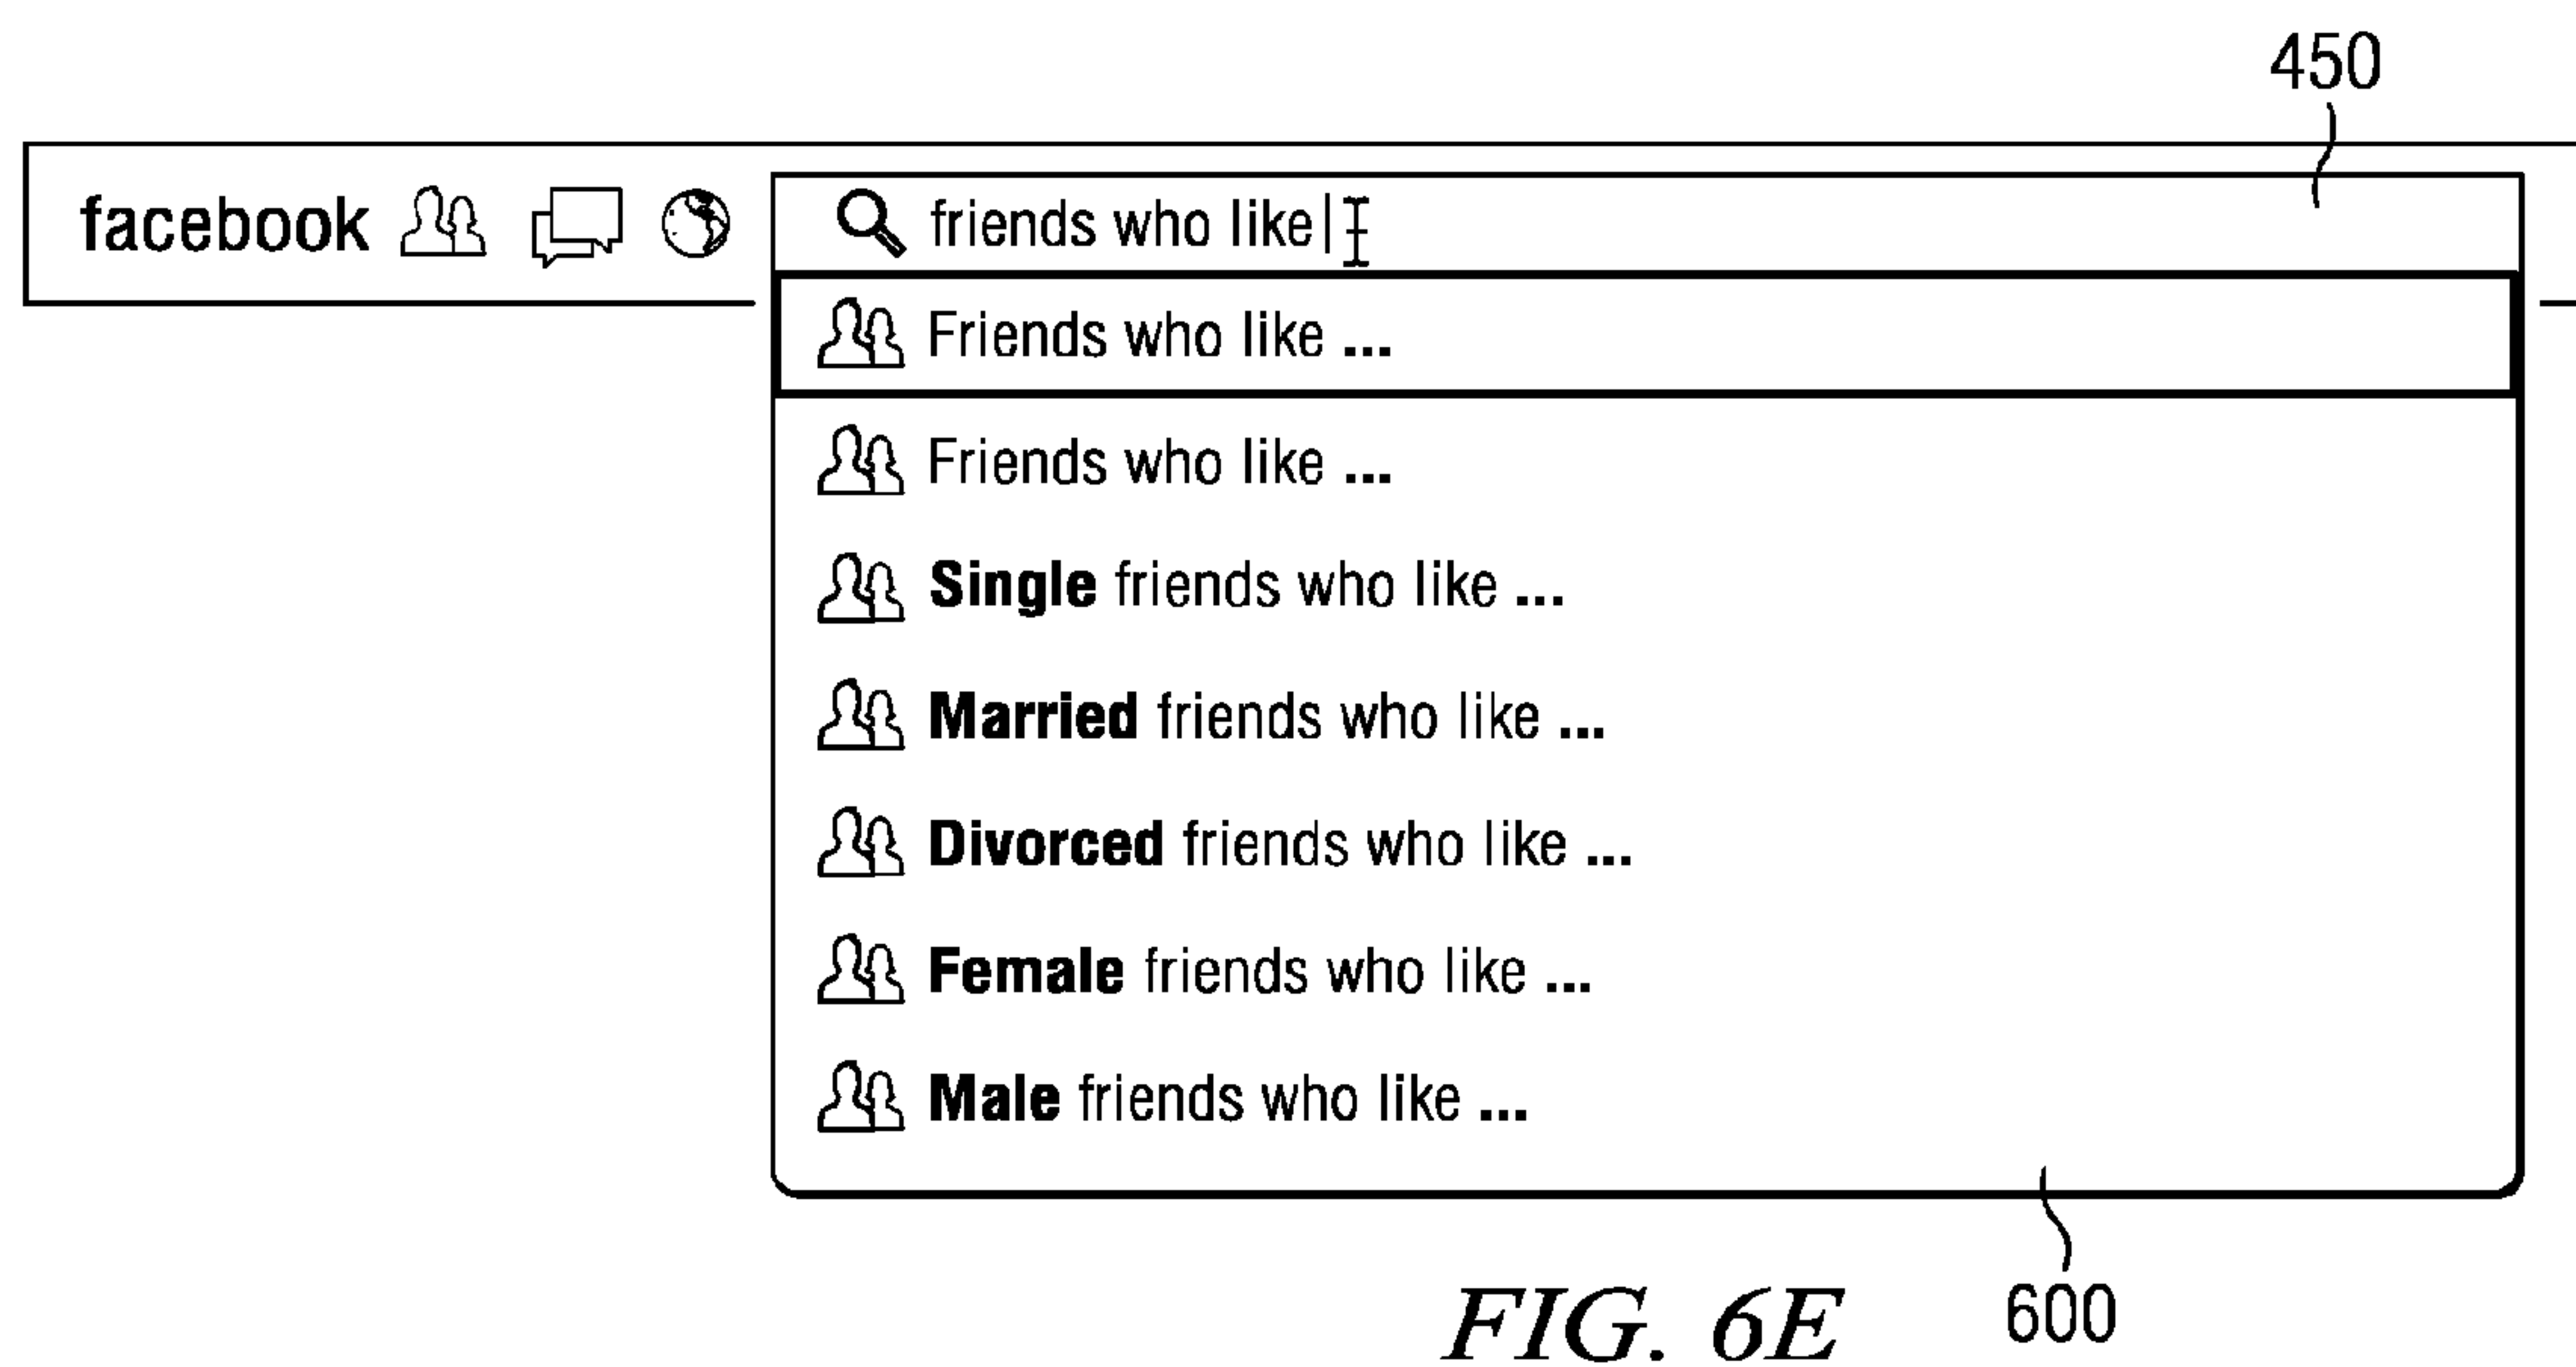 450
facebook friends who like
Friends who like ...
Friends who like ...
Single friends who like ...
Married friends who like ...
Divorced friends who like ...
Female friends who like ...
Male friends who like ...
600
FIG. 6E